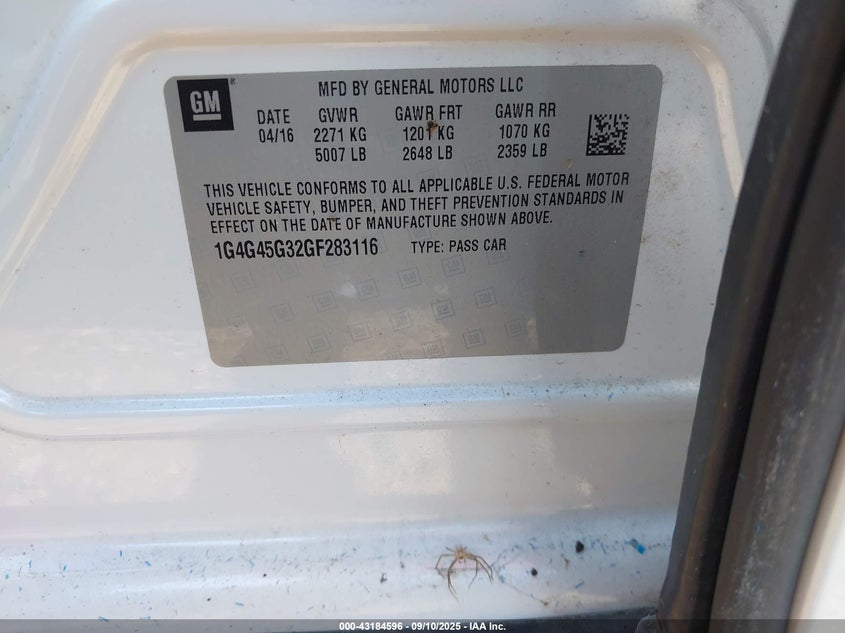 GM
MFD BY GENERAL MOTORS LLC
DATE GVWR GAWR FRT GAWR RR
04/16 2271 KG 1201 KG 1070 KG
5007 LB 2648 LB 2359 LB
THIS VEHICLE CONFORMS TO ALL APPLICABLE U.S. FEDERAL MOTOR
VEHICLE SAFETY, BUMPER, AND THEFT PREVENTION STANDARDS IN
EFFECT ON THE DATE OF MANUFACTURE SHOWN ABOVE.
1G4G45G32GF283116 TYPE: PASS CAR
000-43184596 - 09/10/2025 - IAA Inc.